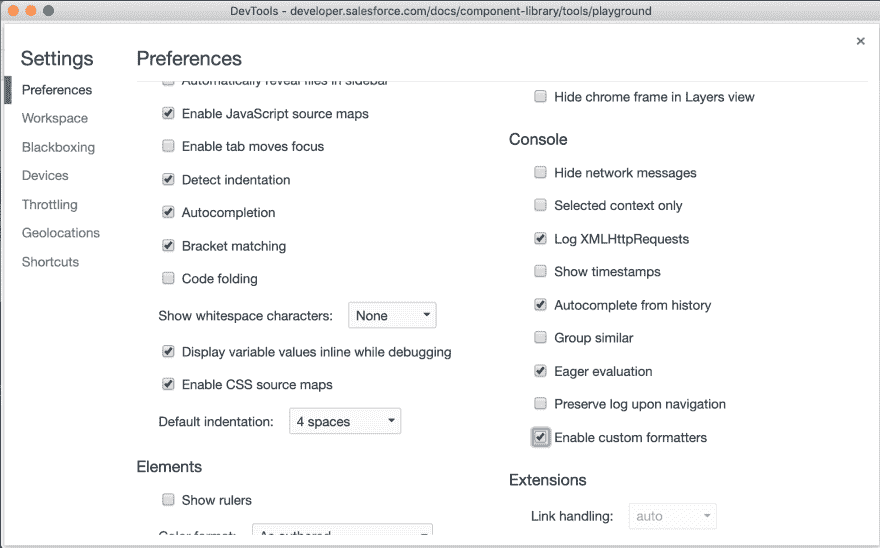 DevTools - developer.salesforce.com/docs/component-library/tools/playground
Settings
Preferences
Workspace
Blackboxing
Devices
Throttling
Geolocations
Shortcuts
Preferences
Automatically reveal files in sidebar
Enable JavaScript source maps
Enable tab moves focus
Detect indentation
Autocompletion
Bracket matching
Code folding
Show whitespace characters: None
Display variable values inline while debugging
Enable CSS source maps
Default indentation: 4 spaces
Elements
Show rulers
Color format: As authored
Hide chrome frame in Layers view
Console
Hide network messages
Selected context only
Log XMLHttpRequests
Show timestamps
Autocomplete from history
Group similar
Eager evaluation
Preserve log upon navigation
Enable custom formatters
Extensions
Link handling: auto